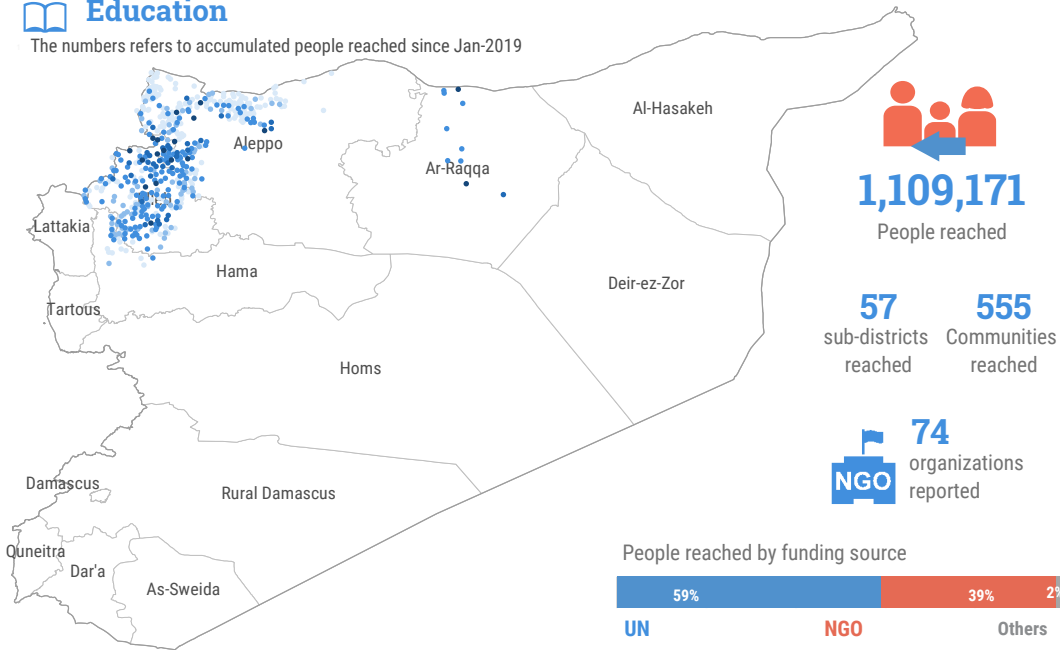 Education
The numbers refers to accumulated people reached since Jan-2019
Al-Hasakeh
Aleppo
Ar-Raqqa
1,109,171
People reached
Lattakia
Hama
Deir-ez-Zor
Tartous
57
sub-districts
reached
555
Communities
reached
Homs
74
organizations
reported
NGO
Damascus
Rural Damascus
Quneitra
Dar'a
As-Sweida
People reached by funding source
59%
39%
2%
UN
NGO
Others